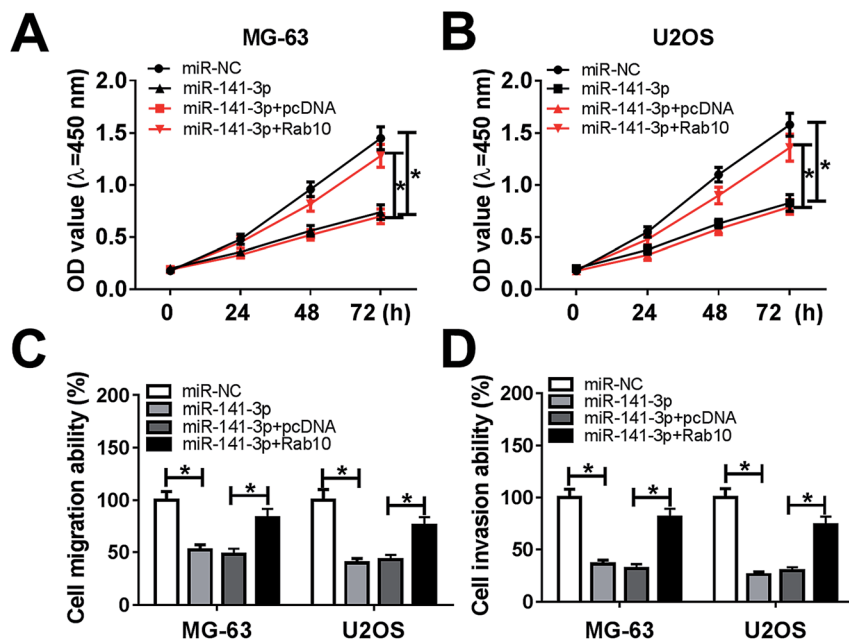 A
MG-63
miR-NC
miR-141-3p
miR-141-3p+pcDNA
miR-141-3p+Rab10
OD value (λ=450 nm)
2.0
1.5
1.0
0.5
0.0
*
*
0 24 48 72 (h)
B
U2OS
miR-NC
miR-141-3p
miR-141-3p+pcDNA
miR-141-3p+Rab10
OD value (λ=450 nm)
2.0
1.5
1.0
0.5
0.0
*
*
0 24 48 72 (h)
C
miR-NC
miR-141-3p
miR-141-3p+pcDNA
miR-141-3p+Rab10
Cell migration ability (%)
200
150
100
50
0
* * * *
MG-63 U2OS
D
miR-NC
miR-141-3p
miR-141-3p+pcDNA
miR-141-3p+Rab10
Cell invasion ability (%)
200
150
100
50
0
* * * *
MG-63 U2OS